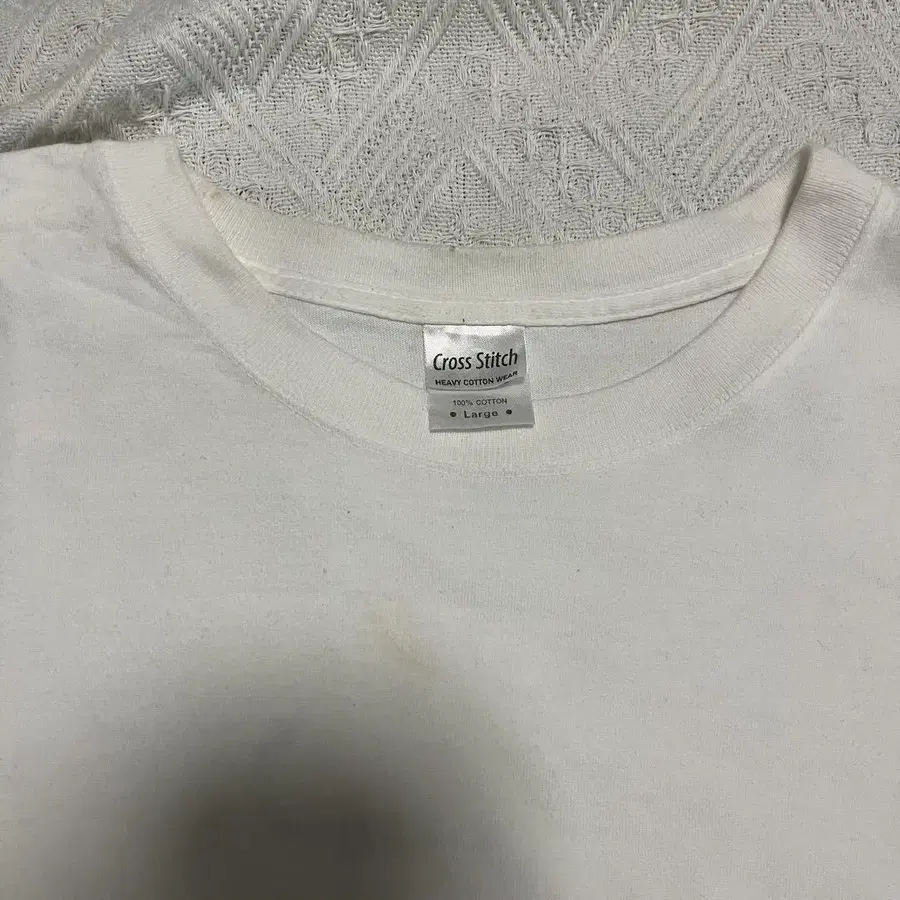 Cross Stitch
HEAVY COTTON WEAR
100% COTTON
• Large •